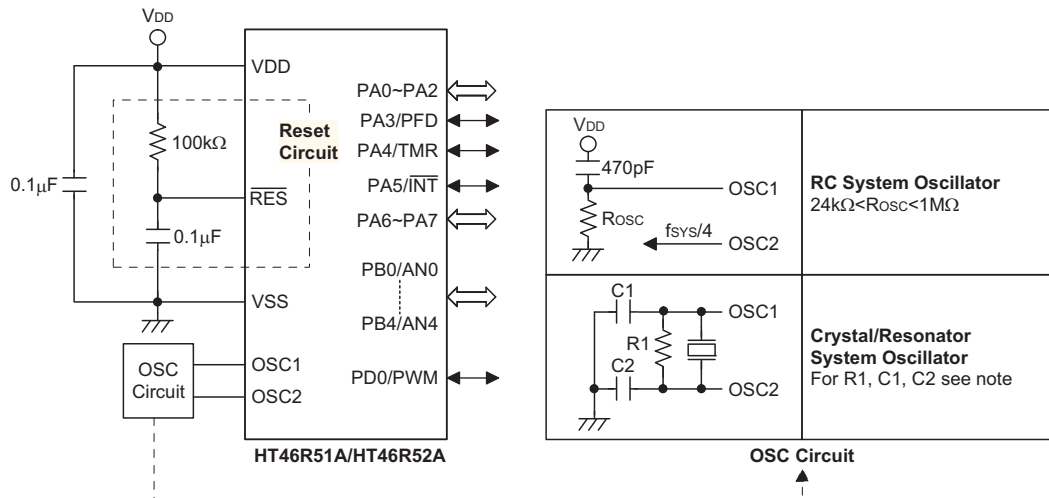 VDD
VDD
100kΩ
Reset
Circuit
0.1μF
RES
0.1μF
VSS
OSC
Circuit
OSC1
OSC2
PA0~PA2
PA3/PFD
PA4/TMR
PA5/INT
PA6~PA7
PB0/AN0
PB4/AN4
PD0/PWM
HT46R51A/HT46R52A
VDD
470pF
OSC1
ROSC
fSYS/4
OSC2
RC System Oscillator
24kΩ<ROSC<1MΩ
C1
OSC1
R1
C2
OSC2
Crystal/Resonator
System Oscillator
For R1, C1, C2 see note
OSC Circuit